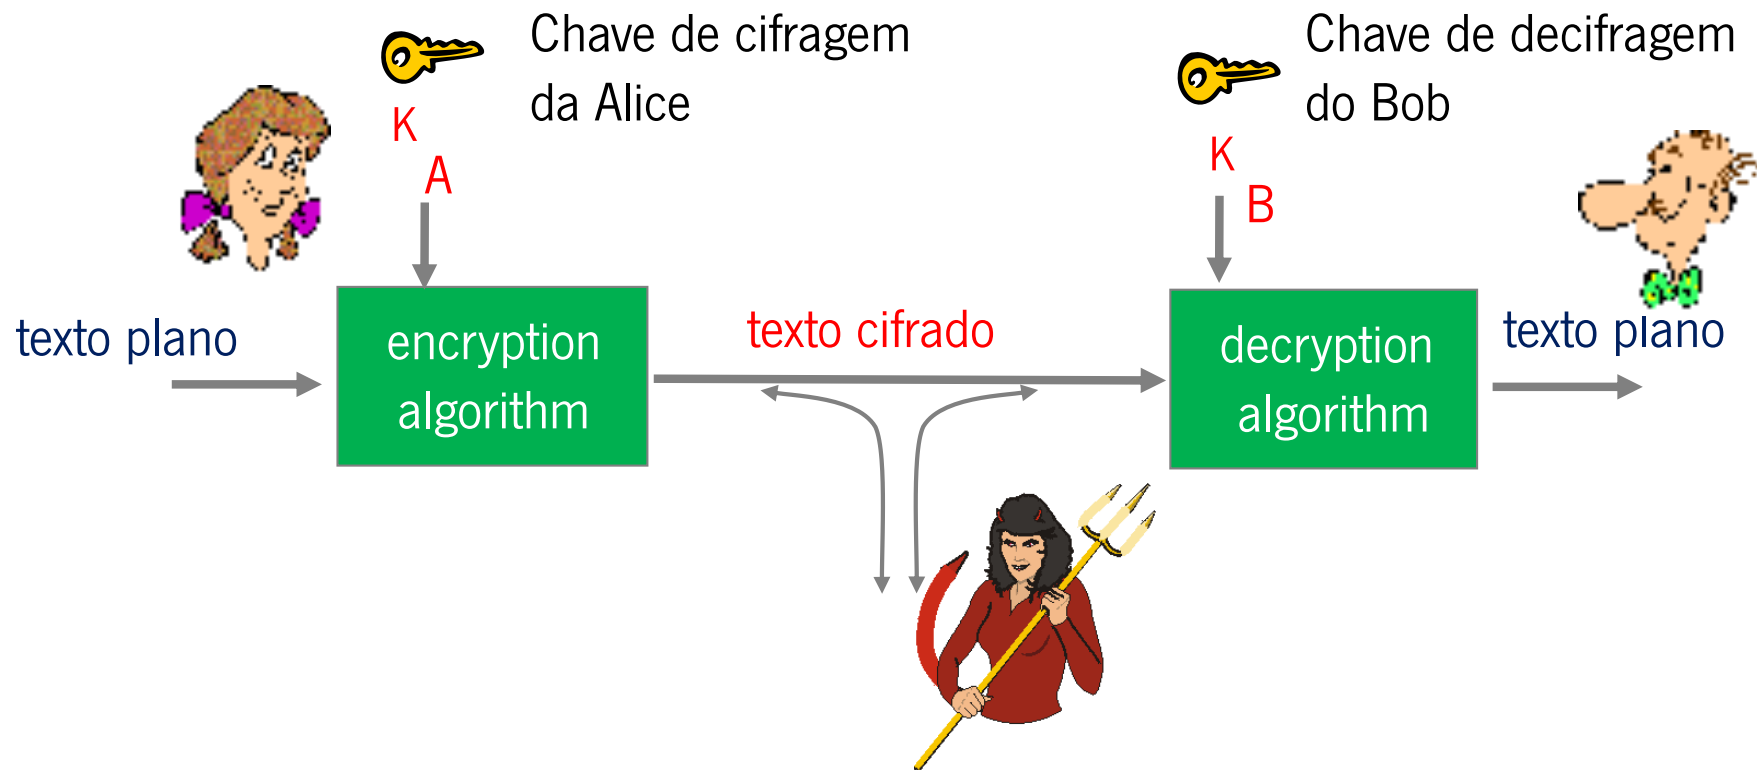 Chave de cifragem
da Alice
K
A
Chave de decifragem
do Bob
K
B
texto plano
encryption
algorithm
texto cifrado
decryption
algorithm
texto plano